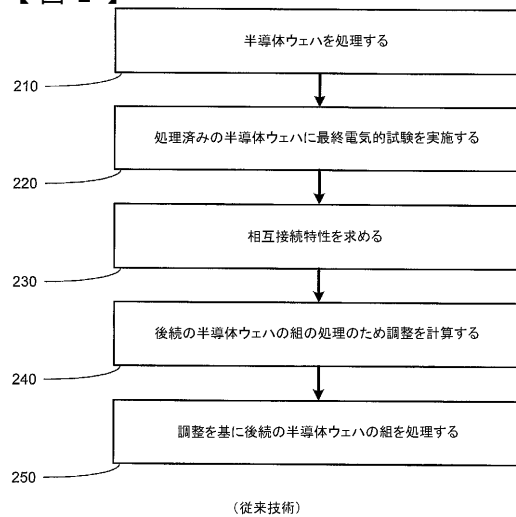 半導体ウェハを処理する
210
処理済みの半導体ウェハに最終電気的試験を実施する
220
相互接続特性を求める
230
後続の半導体ウェハの組の処理のため調整を計算する
240
調整を基に後続の半導体ウェハの組を処理する
250
(従来技術)